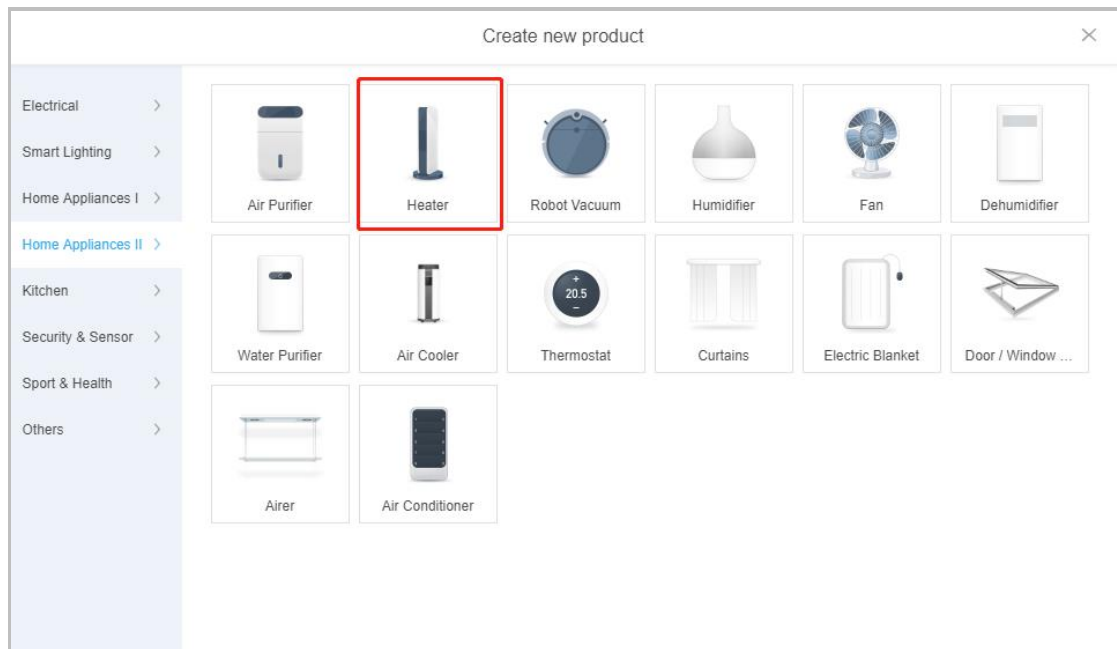 Create new product
Electrical
Smart Lighting
Home Appliances I
Home Appliances II
Kitchen
Security & Sensor
Sport & Health
Others
Air Purifier
Heater
Robot Vacuum
Humidifier
Fan
Dehumidifier
Water Purifier
Air Cooler
+
20.5
−
Thermostat
Curtains
Electric Blanket
Door / Window ...
Airer
Air Conditioner